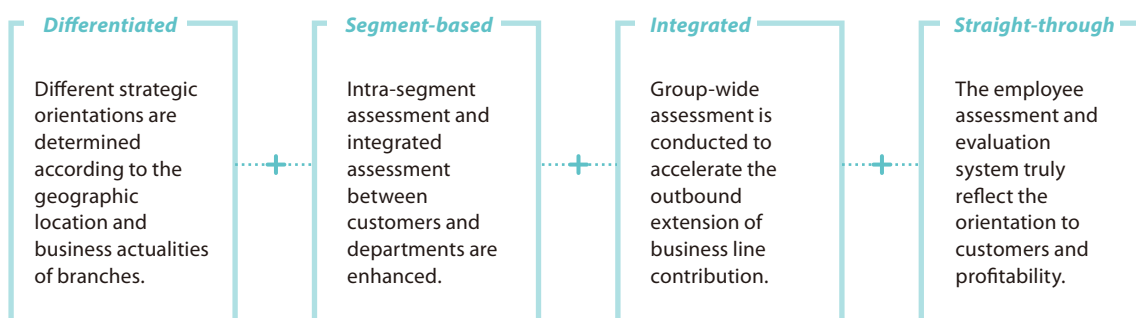 Differentiated
Different strategic
orientations are
determined
according to the
geographic
location and
business actualities
of branches.
Segment-based
Intra-segment
assessment and
integrated
assessment
between
customers and
departments are
enhanced.
Integrated
Group-wide
assessment is
conducted to
accelerate the
outbound
extension of
business line
contribution.
Straight-through
The employee
assessment and
evaluation
system truly
reflect the
orientation to
customers and
profitability.